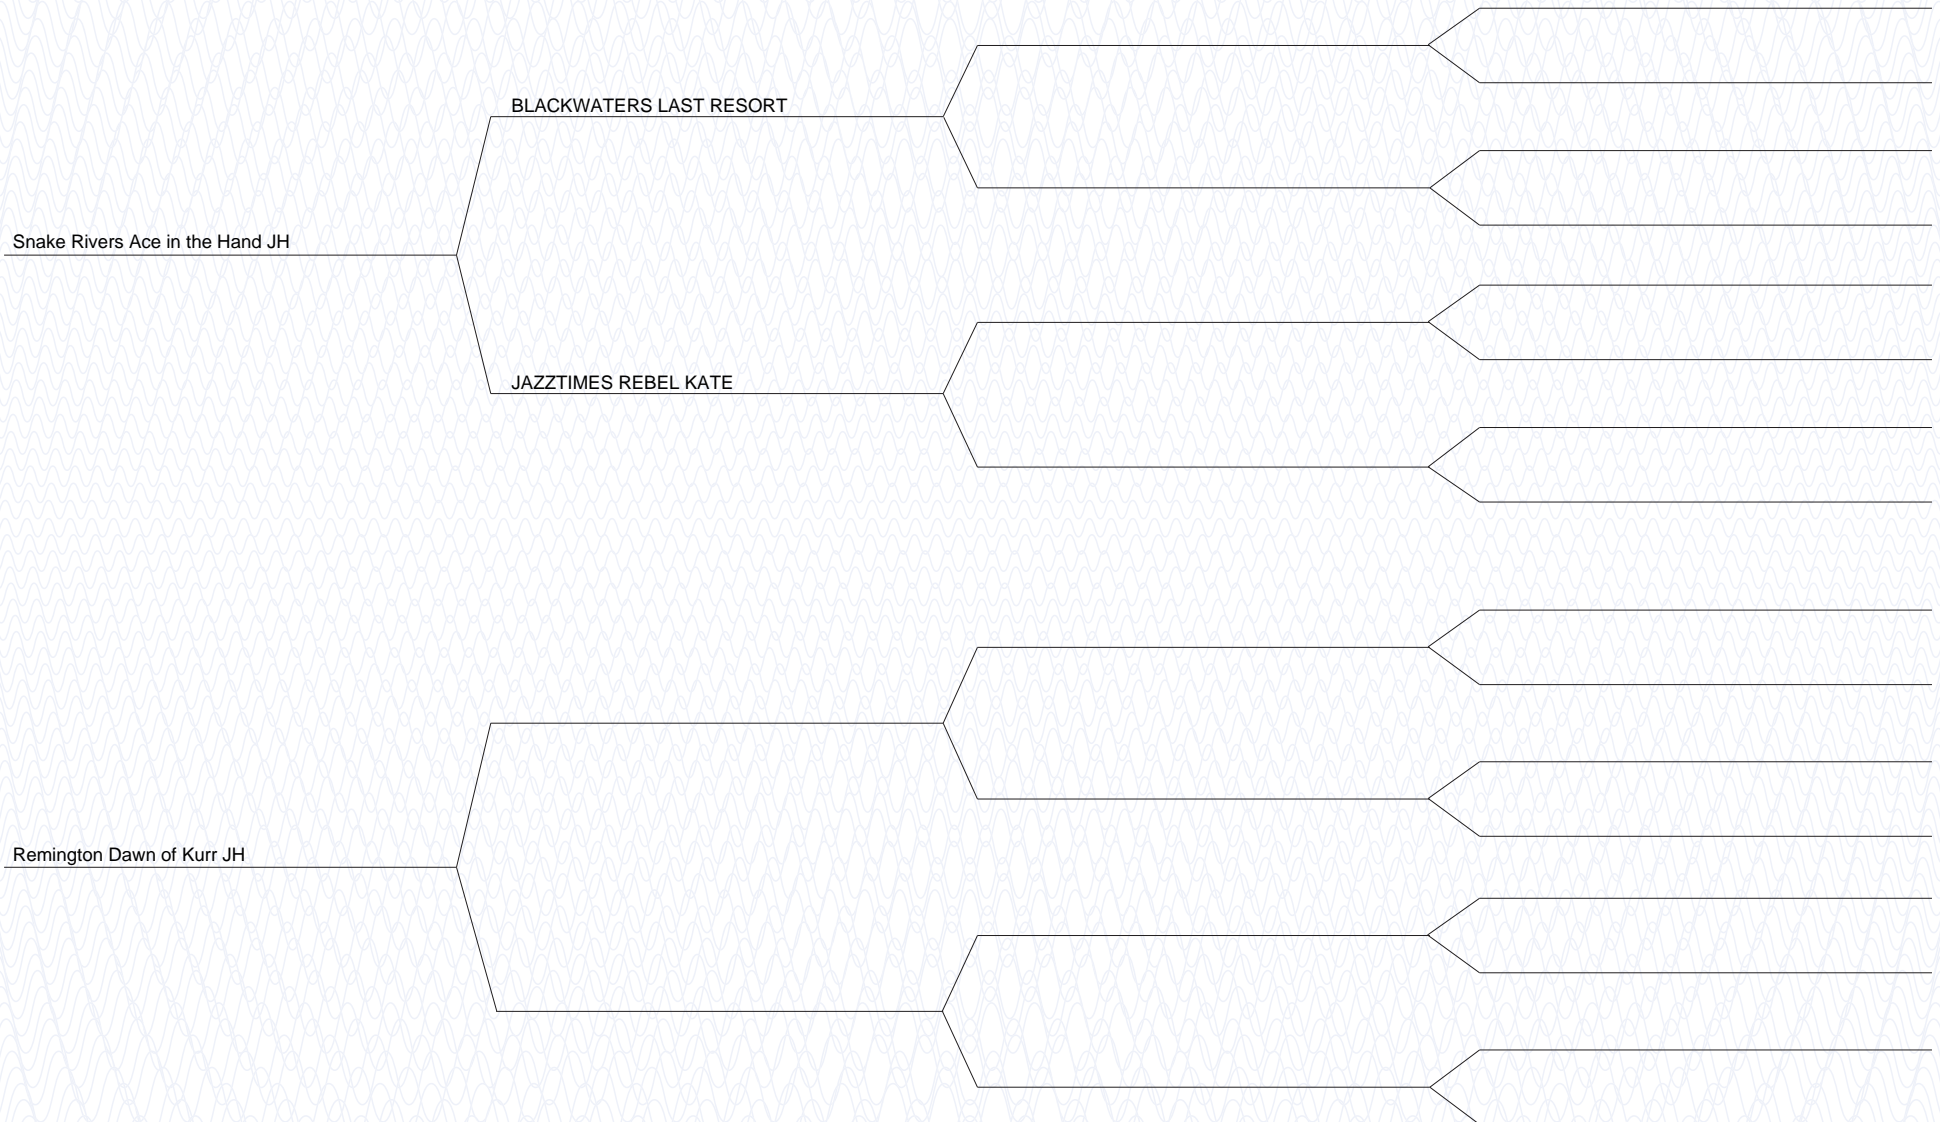 BLACKWATERS LAST RESORT
Snake Rivers Ace in the Hand JH
JAZZTIMES REBEL KATE
Remington Dawn of Kurr JH